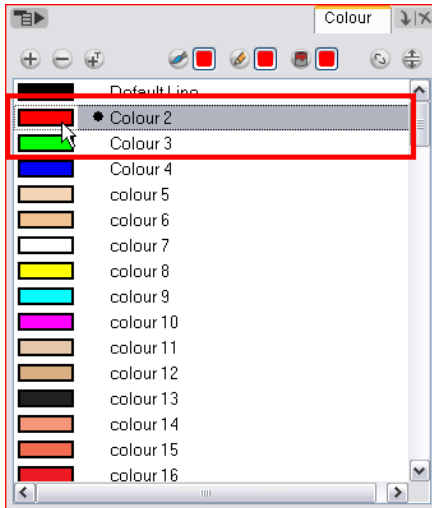 Colour
Default Line
Colour 2
Colour 3
Colour 4
colour 5
colour 6
colour 7
colour 8
colour 9
colour 10
colour 11
colour 12
colour 13
colour 14
colour 15
colour 16